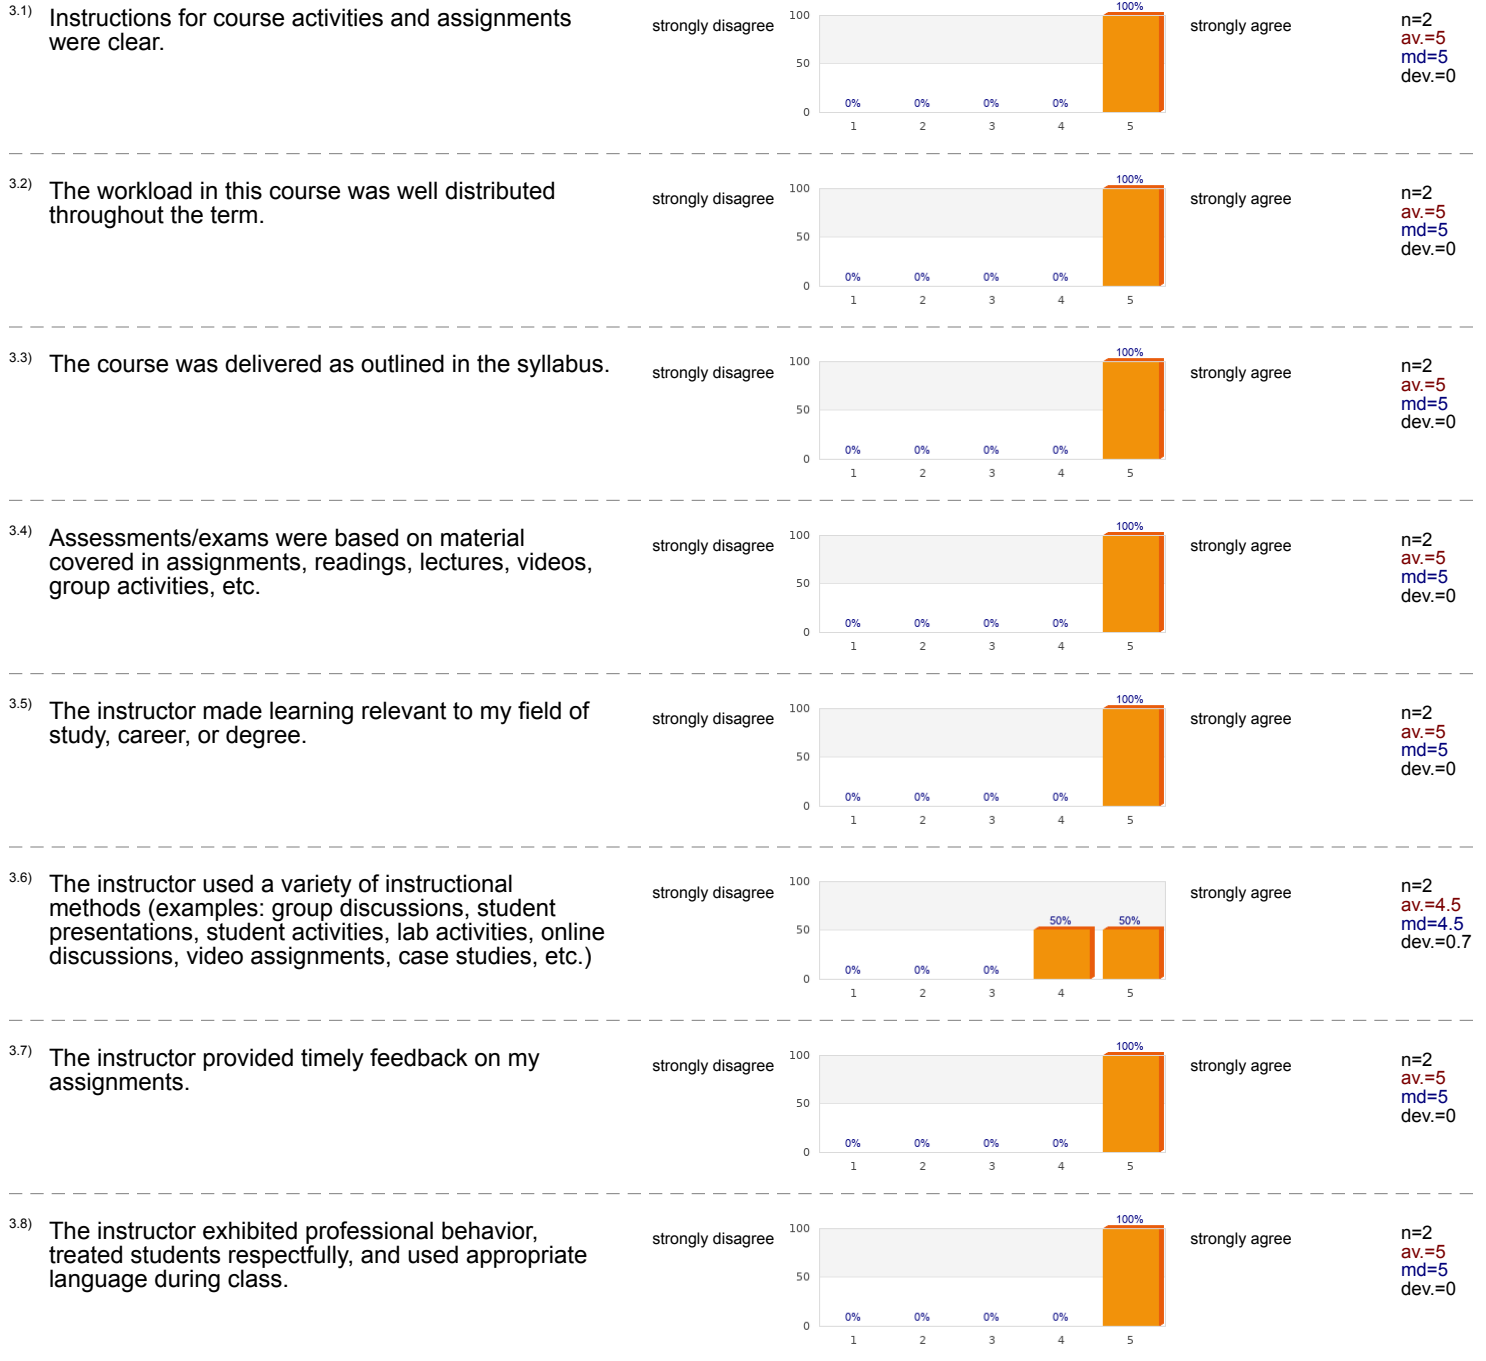 3.1) Instructions for course activities and assignments
were clear.
strongly disagree
100
50
0
0% 0% 0% 0% 100%
1 2 3 4 5
strongly agree
n=2
av.=5
md=5
dev.=0
3.2) The workload in this course was well distributed
throughout the term.
strongly disagree
100
50
0
0% 0% 0% 0% 100%
1 2 3 4 5
strongly agree
n=2
av.=5
md=5
dev.=0
3.3) The course was delivered as outlined in the syllabus.
strongly disagree
100
50
0
0% 0% 0% 0% 100%
1 2 3 4 5
strongly agree
n=2
av.=5
md=5
dev.=0
3.4) Assessments/exams were based on material
covered in assignments, readings, lectures, videos,
group activities, etc.
strongly disagree
100
50
0
0% 0% 0% 0% 100%
1 2 3 4 5
strongly agree
n=2
av.=5
md=5
dev.=0
3.5) The instructor made learning relevant to my field of
study, career, or degree.
strongly disagree
100
50
0
0% 0% 0% 0% 100%
1 2 3 4 5
strongly agree
n=2
av.=5
md=5
dev.=0
3.6) The instructor used a variety of instructional
methods (examples: group discussions, student
presentations, student activities, lab activities, online
discussions, video assignments, case studies, etc.)
strongly disagree
100
50
0
0% 0% 0% 50% 50%
1 2 3 4 5
strongly agree
n=2
av.=4.5
md=4.5
dev.=0.7
3.7) The instructor provided timely feedback on my
assignments.
strongly disagree
100
50
0
0% 0% 0% 0% 100%
1 2 3 4 5
strongly agree
n=2
av.=5
md=5
dev.=0
3.8) The instructor exhibited professional behavior,
treated students respectfully, and used appropriate
language during class.
strongly disagree
100
50
0
0% 0% 0% 0% 100%
1 2 3 4 5
strongly agree
n=2
av.=5
md=5
dev.=0